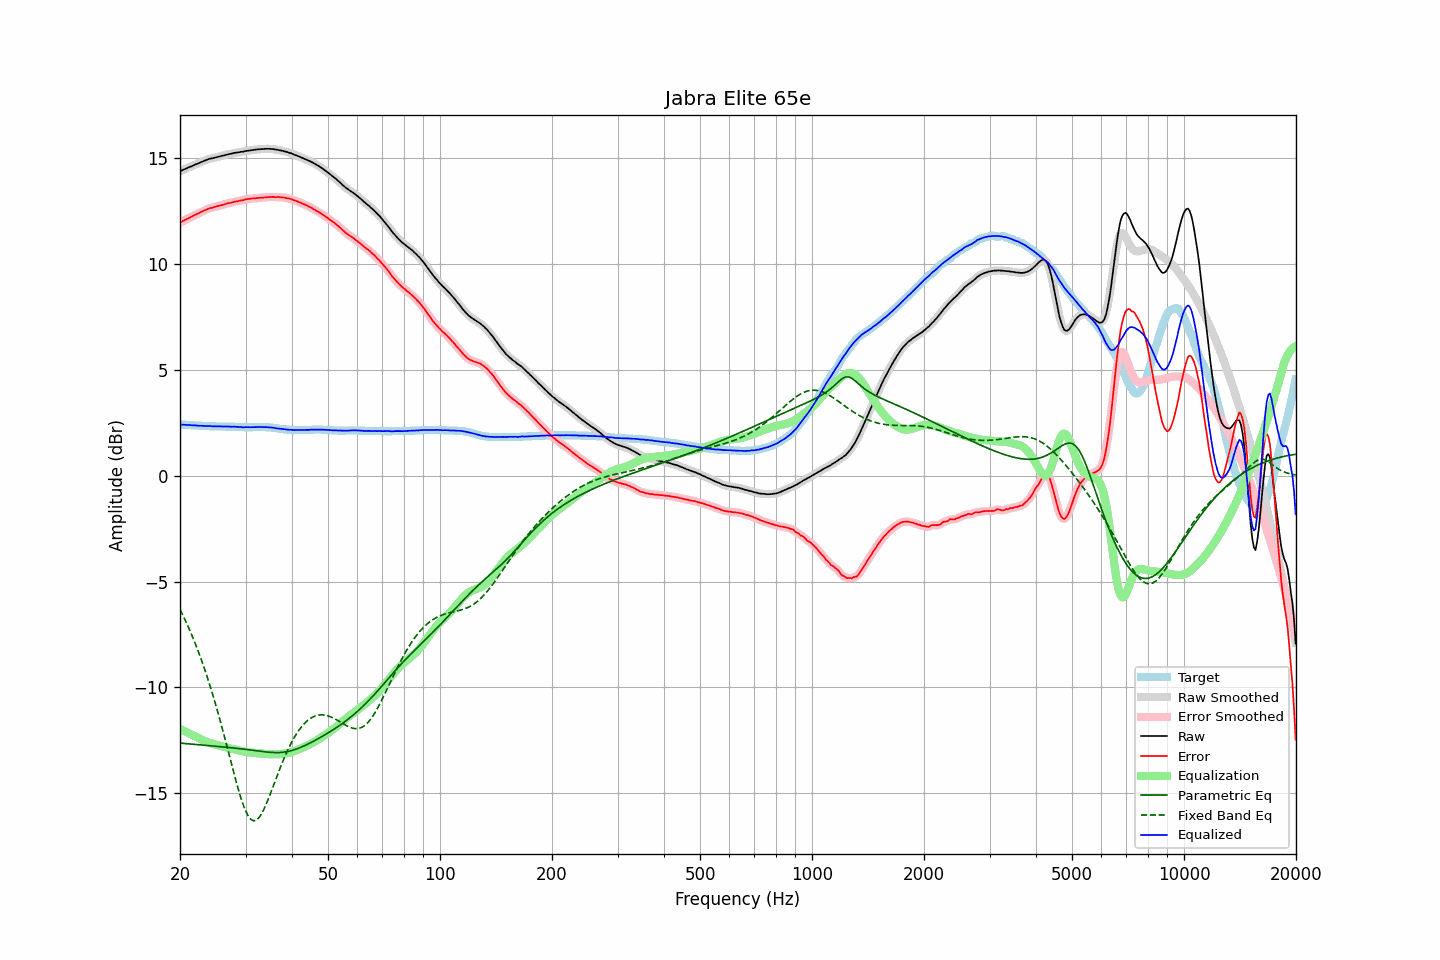 Jabra Elite 65e
15
10
5
0
−5
−10
−15
Amplitude (dBr)
20
50
100
200
500
1000
2000
5000
10000
20000
Frequency (Hz)
Target
Raw Smoothed
Error Smoothed
Raw
Error
Equalization
Parametric Eq
Fixed Band Eq
Equalized